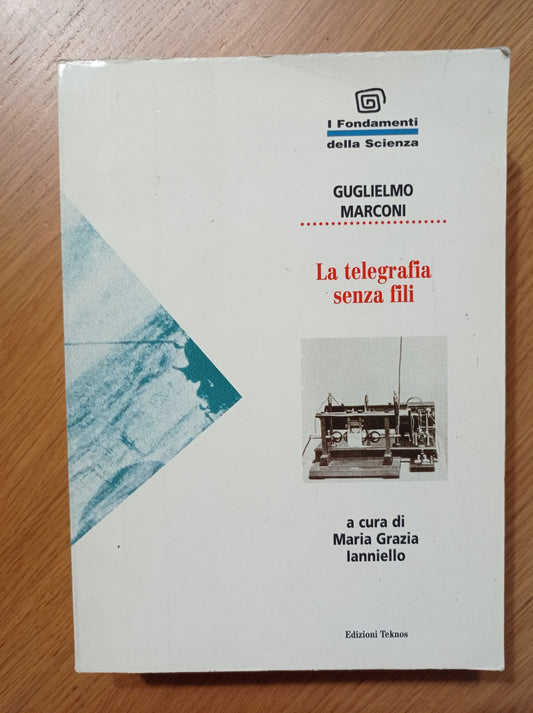 I Fondamenti
della Scienza
GUGLIELMO
MARCONI
La telegrafia
senza fili
a cura di
Maria Grazia
Ianniello
Edizioni Teknos